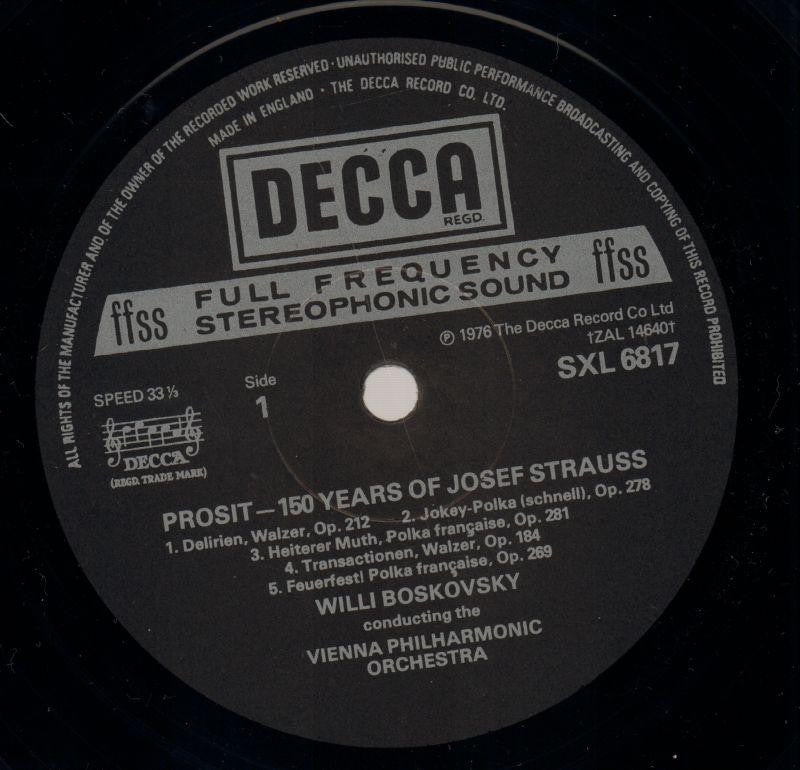 ALL RIGHTS OF THE MANUFACTURER AND OF THE OWNER OF THE RECORDED WORK RESERVED · UNAUTHORISED PUBLIC PERFORMANCE BROADCASTING AND COPYING OF THIS RECORD PROHIBITED
MADE IN ENGLAND · THE DECCA RECORD CO. LTD.
DECCA
REGD.
ffss FULL FREQUENCY ffss
STEREOPHONIC SOUND
℗ 1976 The Decca Record Co Ltd
†ZAL 14640†
SXL 6817
SPEED 33 ⅓
Side
1
DECCA
(REGD. TRADE MARK)
PROSIT — 150 YEARS OF JOSEF STRAUSS
1. Delirien, Walzer, Op. 212 2. Jokey-Polka (schnell), Op. 278
3. Heiterer Muth, Polka française, Op. 281
4. Transactionen, Walzer, Op. 184
5. Feuerfest! Polka française, Op. 269
WILLI BOSKOVSKY
conducting the
VIENNA PHILHARMONIC
ORCHESTRA